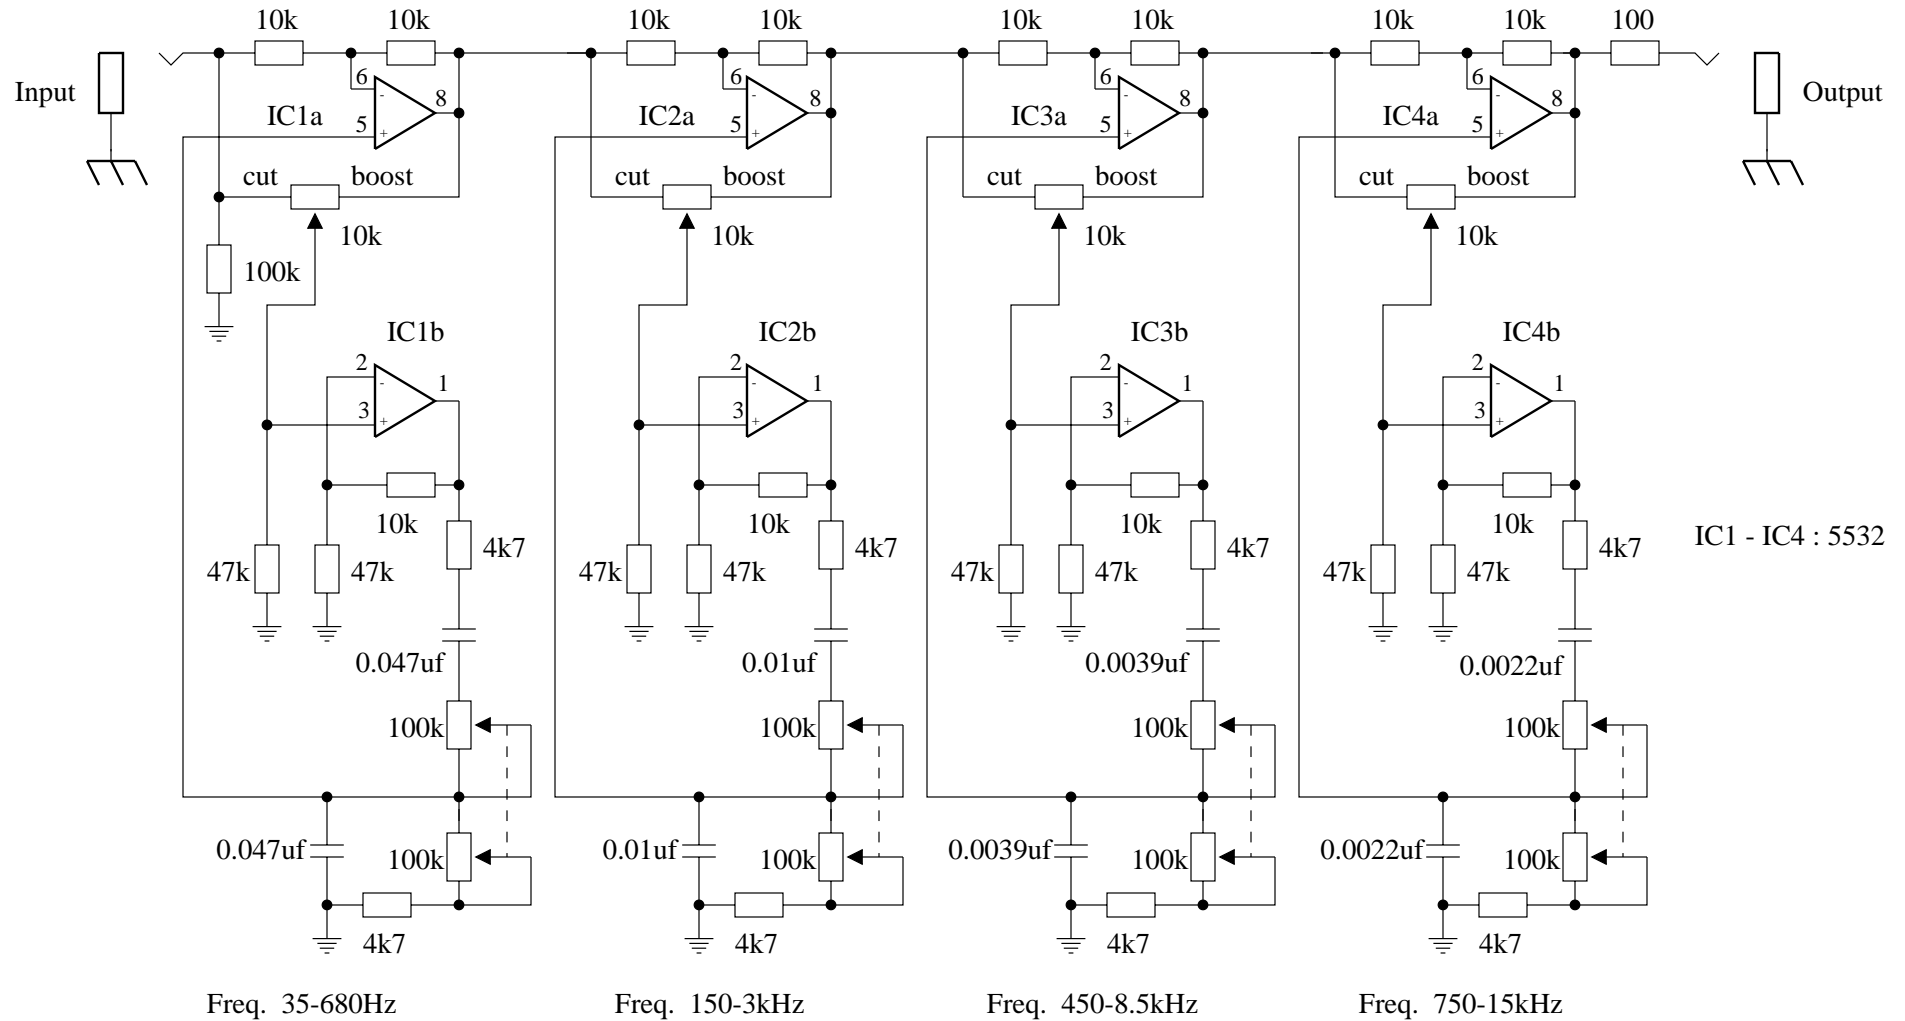 10k 10k 10k 10k 10k 10k 10k 10k 100
Input 6 - 8 6 - 8 6 - 8 6 - 8 Output
IC1a 5 + IC2a 5 + IC3a 5 + IC4a 5 +
cut boost cut boost cut boost cut boost
10k 10k 10k 10k
100k
IC1b IC2b IC3b IC4b
2 - 1 2 - 1 2 - 1 2 - 1
3 + 3 + 3 + 3 +
10k 10k 10k 10k
4k7 4k7 4k7 4k7 IC1 - IC4 : 5532
47k 47k 47k 47k 47k 47k 47k 47k
0.047uf 0.01uf 0.0039uf 0.0022uf
100k 100k 100k 100k
0.047uf 100k 0.01uf 100k 0.0039uf 100k 0.0022uf 100k
4k7 4k7 4k7 4k7
Freq. 35-680Hz Freq. 150-3kHz Freq. 450-8.5kHz Freq. 750-15kHz